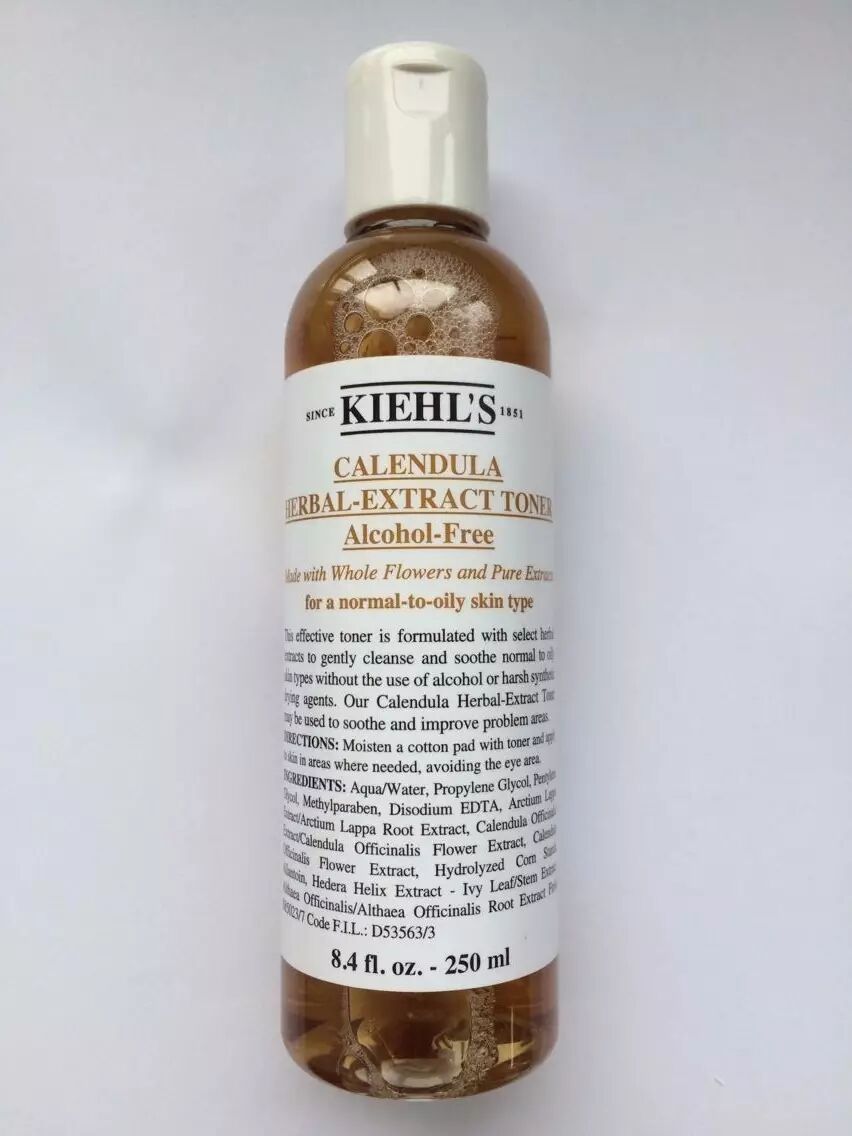 SINCE KIEHL'S 1851
CALENDULA
HERBAL-EXTRACT TONER
Alcohol-Free
Made with Whole Flowers and Pure Extracts
for a normal-to-oily skin type
This effective toner is formulated with select herbal
extracts to gently cleanse and soothe normal to oily
skin types without the use of alcohol or harsh synthetic
drying agents. Our Calendula Herbal-Extract Toner
may be used to soothe and improve problem areas.
DIRECTIONS: Moisten a cotton pad with toner and apply
to skin in areas where needed, avoiding the eye area.
INGREDIENTS: Aqua/Water, Propylene Glycol, Pentylene
Glycol, Methylparaben, Disodium EDTA, Arctium Lappa
Extract/Arctium Lappa Root Extract, Calendula Officinalis
Extract/Calendula Officinalis Flower Extract, Calendula
Officinalis Flower Extract, Hydrolyzed Corn Starch,
Allantoin, Hedera Helix Extract - Ivy Leaf/Stem Extract,
Althaea Officinalis/Althaea Officinalis Root Extract
Code F.I.L.: D53563/3
8.4 fl. oz. - 250 ml